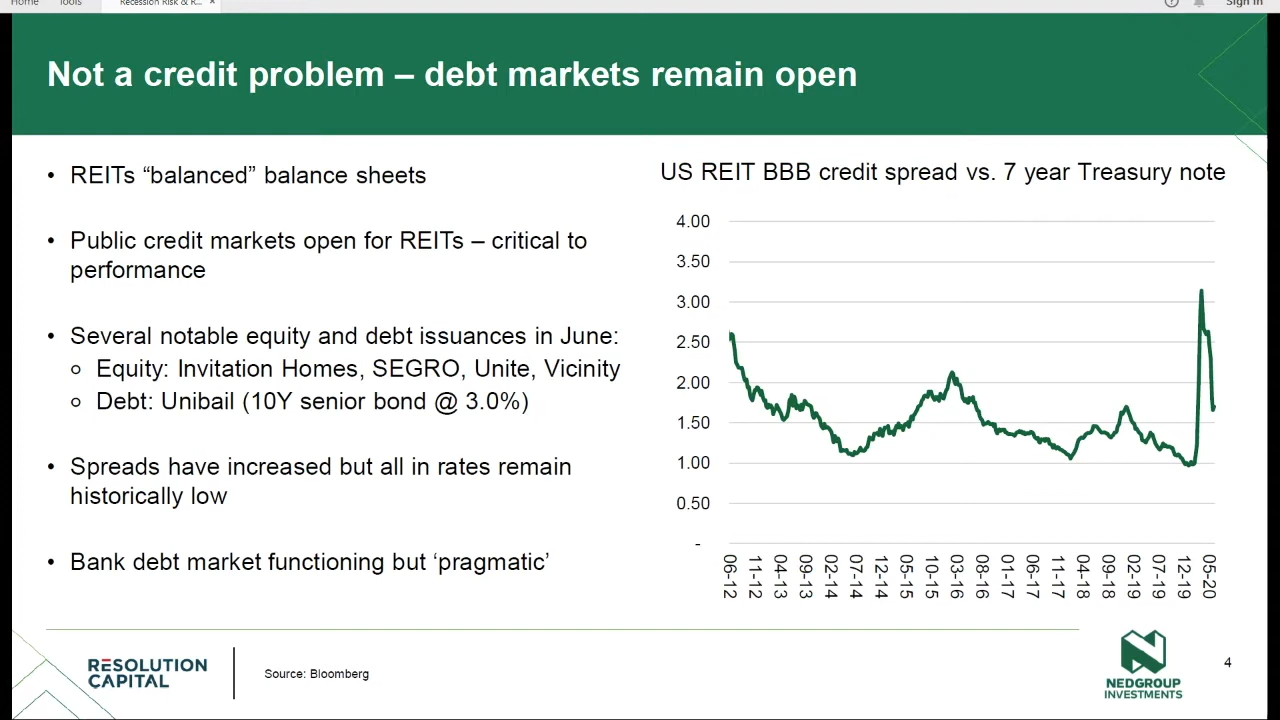 Home
Tools
Recession Risk & R...
×
?
Sign In
Not a credit problem – debt markets remain open
• REITs “balanced” balance sheets
• Public credit markets open for REITs – critical to
performance
• Several notable equity and debt issuances in June:
o Equity: Invitation Homes, SEGRO, Unite, Vicinity
o Debt: Unibail (10Y senior bond @ 3.0%)
• Spreads have increased but all in rates remain
historically low
• Bank debt market functioning but ‘pragmatic’
US REIT BBB credit spread vs. 7 year Treasury note
4.00
3.50
3.00
2.50
2.00
1.50
1.00
0.50
-
06-12
11-12
04-13
09-13
02-14
07-14
12-14
05-15
10-15
03-16
08-16
01-17
06-17
11-17
04-18
09-18
02-19
07-19
12-19
05-20
RESOLUTION
CAPITAL
Source: Bloomberg
NEDGROUP
INVESTMENTS
4